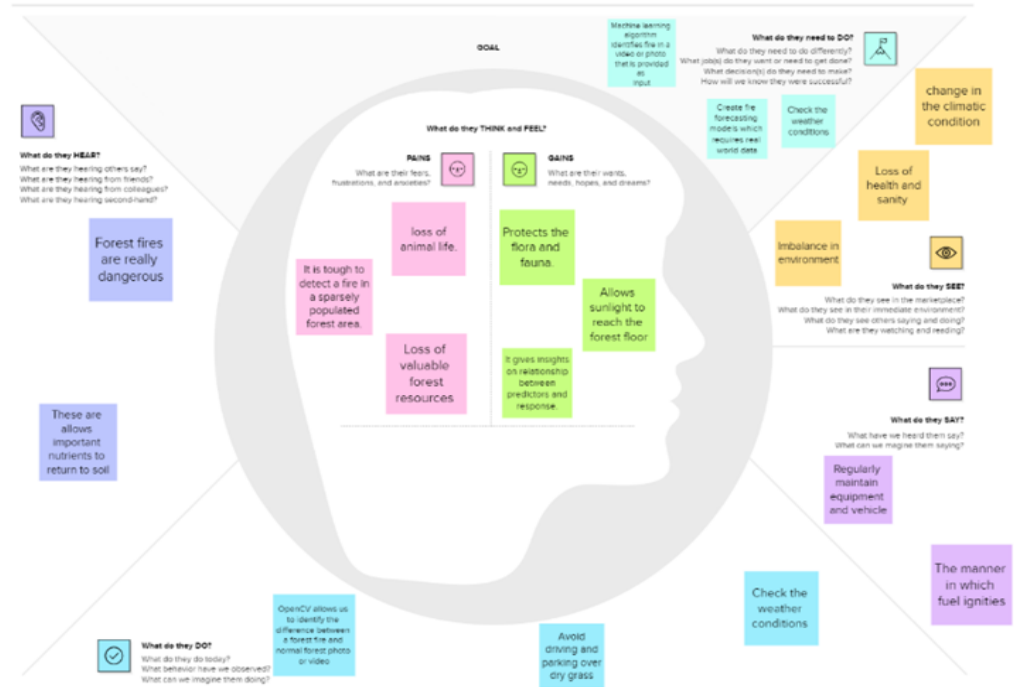 GOAL
Machine learning
algorithm
identifies fire in a
video or photo
that is provided
as
input
What do they need to DO?
What do they need to do differently?
What job(s) do they want or need to get done?
What decision(s) do they need to make?
How will we know they were successful?
Create fire
forecasting
models which
requires real
world data
Check the
weather
conditions
change in
the climatic
condition
Loss of
health and
sanity
Imbalance in
environment
What do they SEE?
What do they see in the marketplace?
What do they see in their immediate environment?
What do they see others saying and doing?
What are they watching and reading?
What do they HEAR?
What are they hearing others say?
What are they hearing from friends?
What are they hearing from colleagues?
What are they hearing second-hand?
Forest fires
are really
dangerous
These are
allows
important
nutrients to
return to soil
What do they THINK and FEEL?
PAINS
What are their fears,
frustrations, and anxieties?
loss of
animal life.
It is tough to
detect a fire in
a sparsely
populated
forest area.
Loss of
valuable
forest
resources
GAINS
What are their wants,
needs, hopes, and dreams?
Protects the
flora and
fauna.
Allows
sunlight to
reach the
forest floor
It gives insights
on relationship
between
predictors and
response.
What do they SAY?
What have we heard them say?
What can we magine them saying?
Regularly
maintain
equipment
and vehicle
The manner
in which
fuel ignities
What do they DO?
What do they do today?
What behavior have we observed?
What can we imagine them doing?
OpenCV allows us
to identify the
difference between
a forest fire and
normal forest photo
or video
Avoid
driving and
parking over
dry grass
Check the
weather
conditions